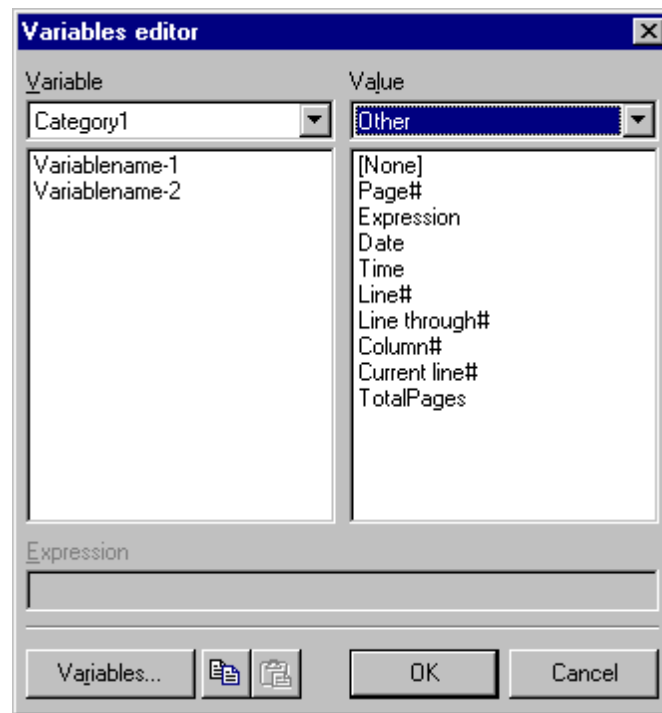 Variables editor
Variable
Value
Category1
Other
Variablename-1
Variablename-2
[None]
Page#
Expression
Date
Time
Line#
Line through#
Column#
Current line#
TotalPages
Expression
Variables...
OK
Cancel